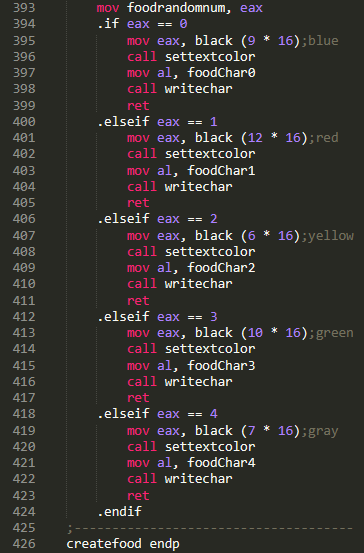 393 mov foodrandomnum, eax
394 .if eax == 0
395 mov eax, black (9 * 16);blue
396 call settextcolor
397 mov al, foodChar0
398 call writechar
399 ret
400 .elseif eax == 1
401 mov eax, black (12 * 16);red
402 call settextcolor
403 mov al, foodChar1
404 call writechar
405 ret
406 .elseif eax == 2
407 mov eax, black (6 * 16);yellow
408 call settextcolor
409 mov al, foodChar2
410 call writechar
411 ret
412 .elseif eax == 3
413 mov eax, black (10 * 16);green
414 call settextcolor
415 mov al, foodChar3
416 call writechar
417 ret
418 .elseif eax == 4
419 mov eax, black (7 * 16);gray
420 call settextcolor
421 mov al, foodChar4
422 call writechar
423 ret
424 .endif
425 ;-------------------------------------
426 createfood endp